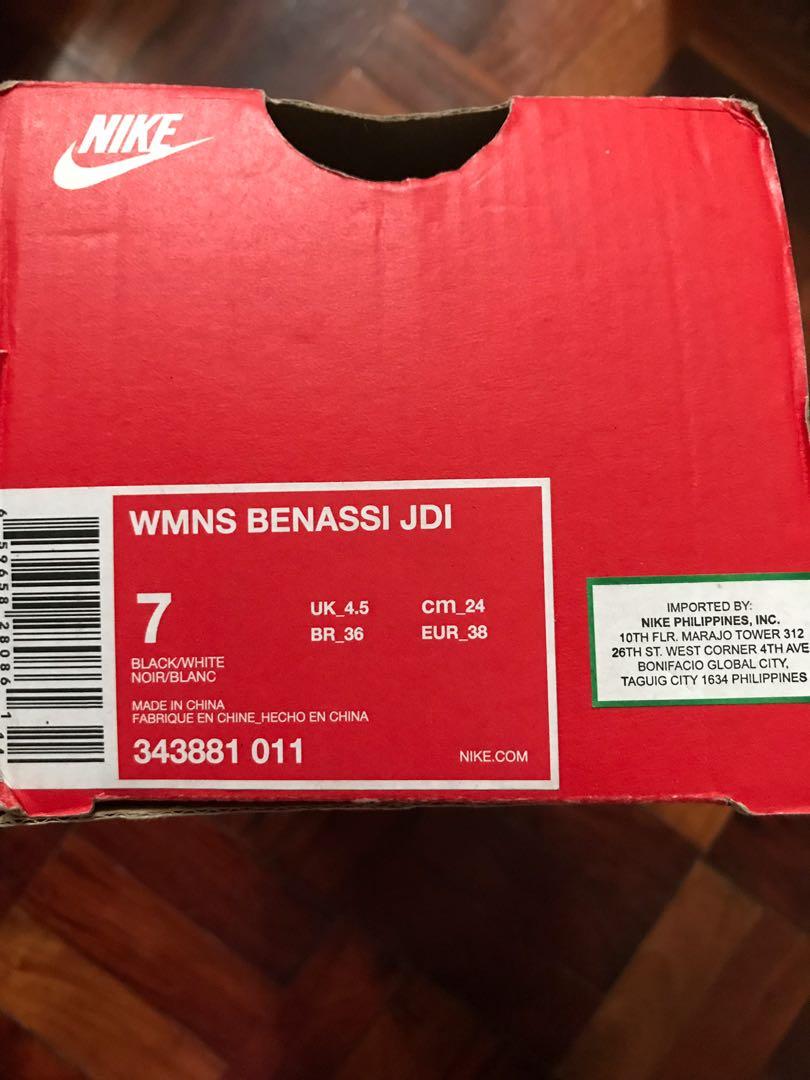 NIKE
WMNS BENASSI JDI
7
UK_4.5 cm_24
BR_36 EUR_38
BLACK/WHITE
NOIR/BLANC
MADE IN CHINA
FABRIQUE EN CHINE_HECHO EN CHINA
343881 011
NIKE.COM
IMPORTED BY:
NIKE PHILIPPINES, INC.
10TH FLR. MARAJO TOWER 312
26TH ST. WEST CORNER 4TH AVE
BONIFACIO GLOBAL CITY,
TAGUIG CITY 1634 PHILIPPINES